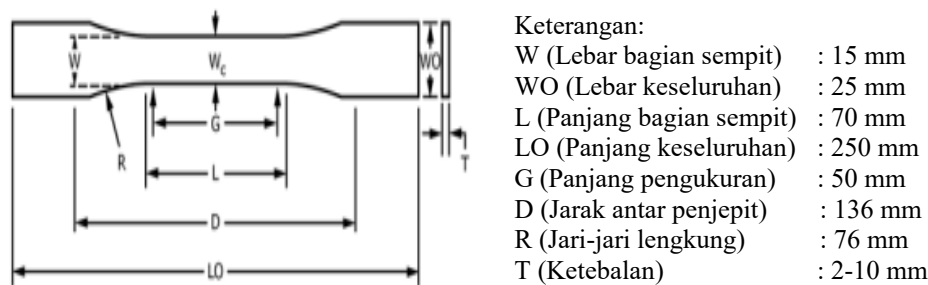 W
W_c
WO
G
R
L
T
D
LO
Keterangan:
W (Lebar bagian sempit) : 15 mm
WO (Lebar keseluruhan) : 25 mm
L (Panjang bagian sempit) : 70 mm
LO (Panjang keseluruhan) : 250 mm
G (Panjang pengukuran) : 50 mm
D (Jarak antar penjepit) : 136 mm
R (Jari-jari lengkung) : 76 mm
T (Ketebalan) : 2-10 mm